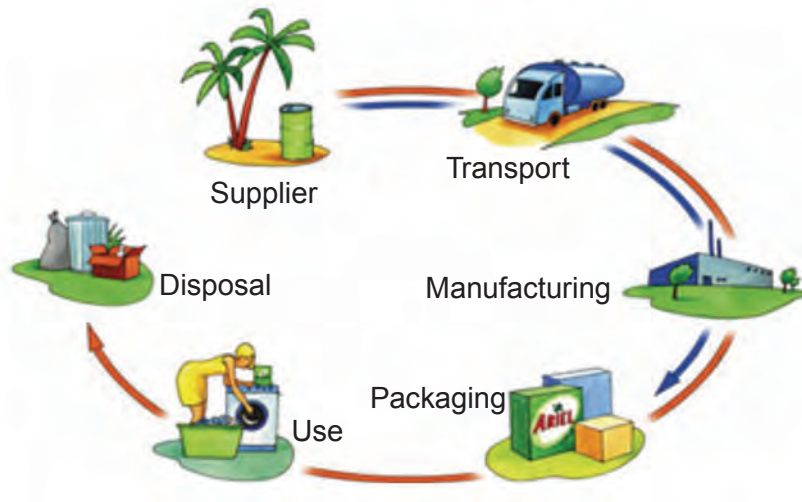 Supplier
Transport
Manufacturing
Packaging
ARIEL
Use
Disposal